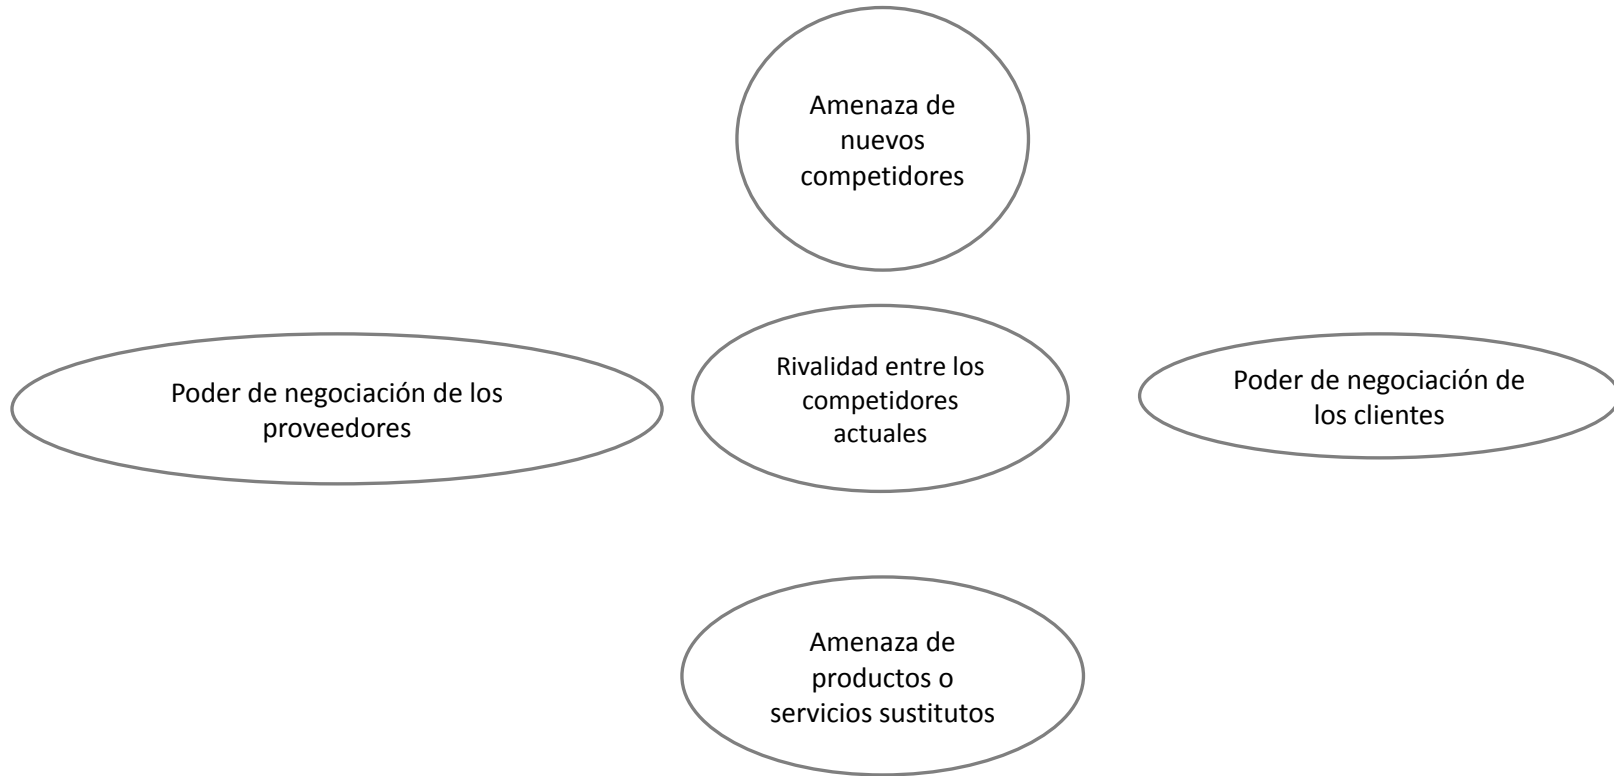 Amenaza de
nuevos
competidores
Poder de negociación de los
proveedores
Rivalidad entre los
competidores
actuales
Poder de negociación de
los clientes
Amenaza de
productos o
servicios sustitutos